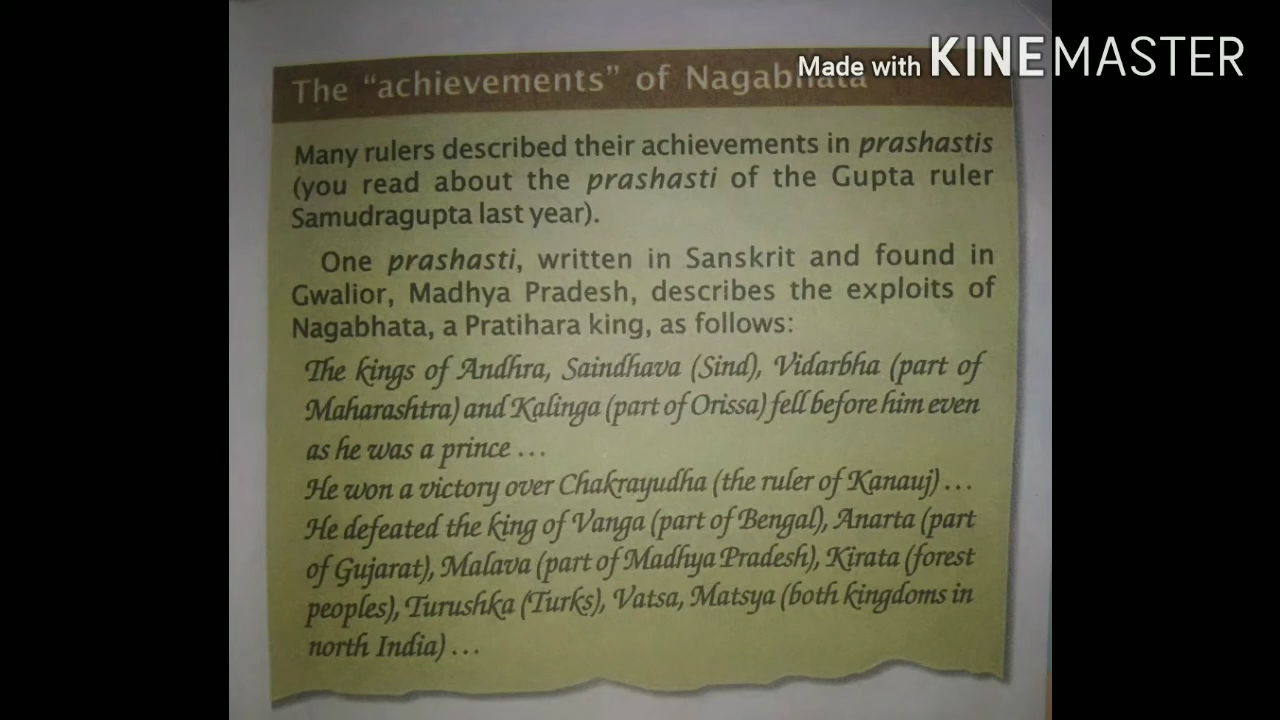 Made with KINEMASTER
The “achievements” of Nagabhata
Many rulers described their achievements in prashastis
(you read about the prashasti of the Gupta ruler
Samudragupta last year).
One prashasti, written in Sanskrit and found in
Gwalior, Madhya Pradesh, describes the exploits of
Nagabhata, a Pratihara king, as follows:
The kings of Andhra, Saindhava (Sind), Vidarbha (part of
Maharashtra) and Kalinga (part of Orissa) fell before him even
as he was a prince ...
He won a victory over Chakrayudha (the ruler of Kanauj) ...
He defeated the king of Vanga (part of Bengal), Anarta (part
of Gujarat), Malava (part of Madhya Pradesh), Kirata (forest
peoples), Turushka (Turks), Vatsa, Matsya (both kingdoms in
north India) ...